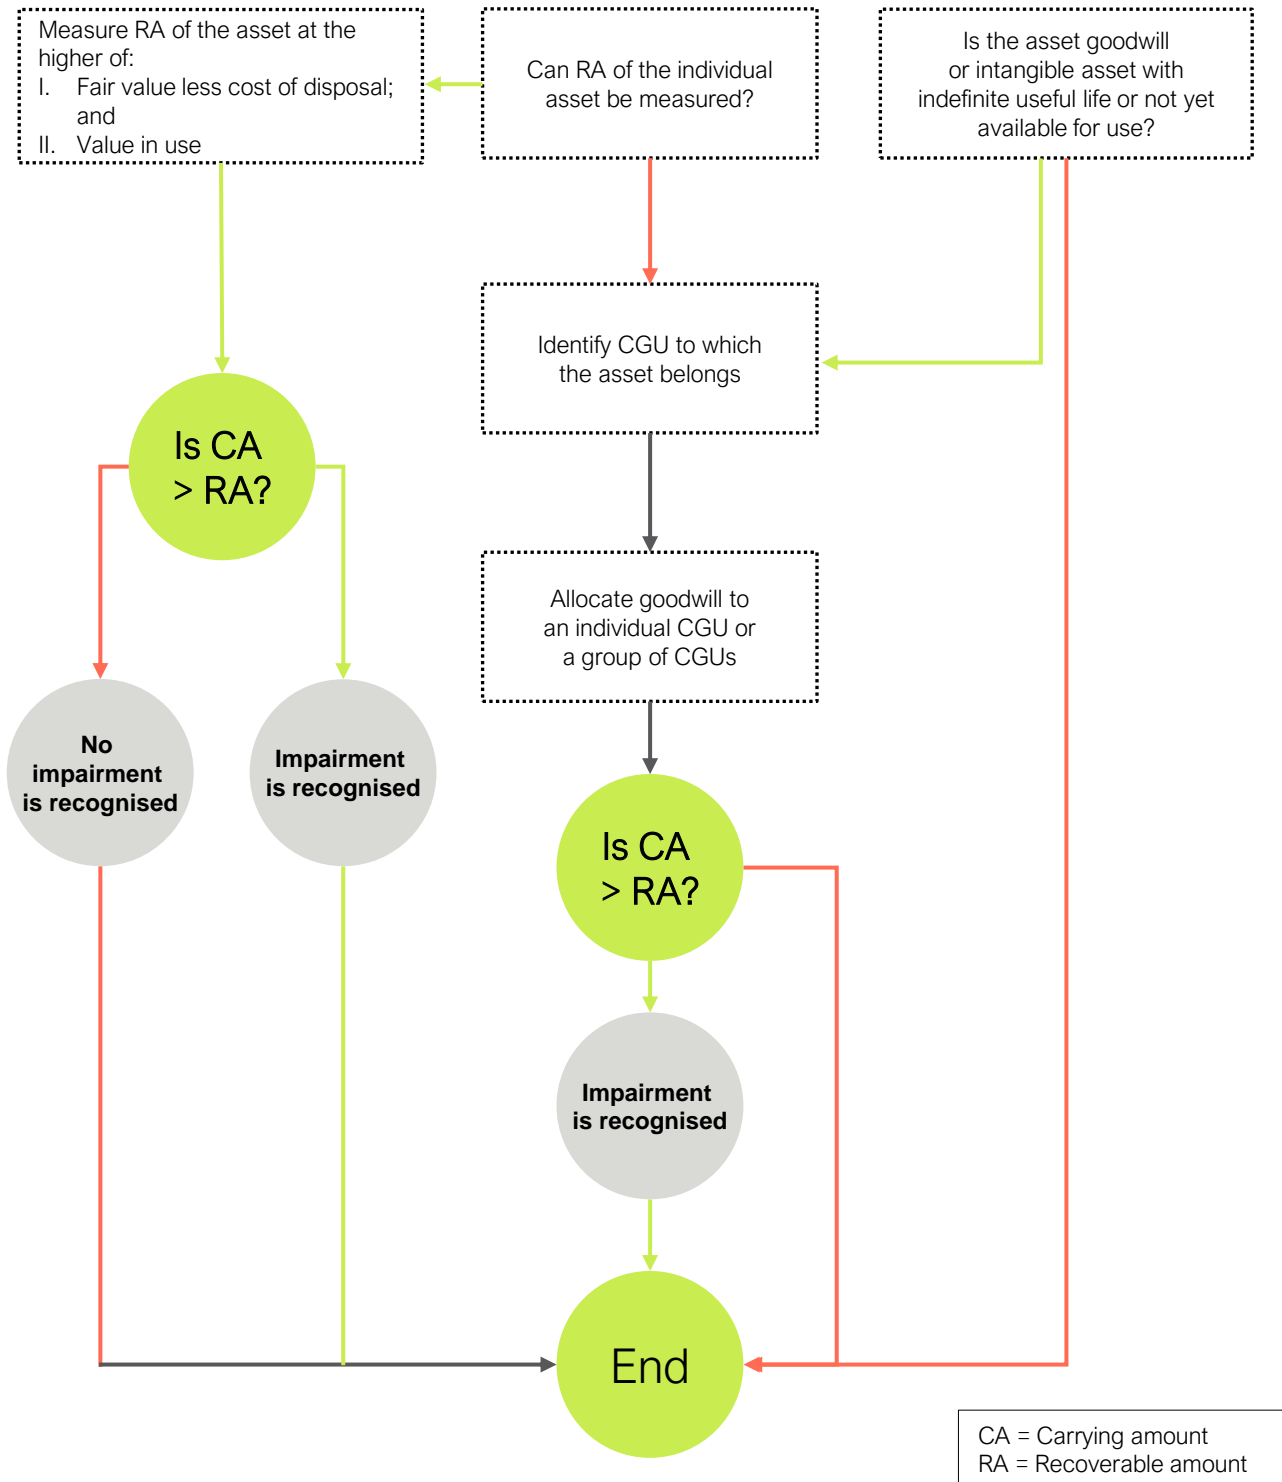 Measure RA of the asset at the
higher of:
I. Fair value less cost of disposal;
and
II. Value in use
Can RA of the individual
asset be measured?
Is the asset goodwill
or intangible asset with
indefinite useful life or not yet
available for use?
Identify CGU to which
the asset belongs
Is CA
> RA?
Allocate goodwill to
an individual CGU or
a group of CGUs
No
impairment
is recognised
Impairment
is recognised
Is CA
> RA?
Impairment
is recognised
End
CA = Carrying amount
RA = Recoverable amount